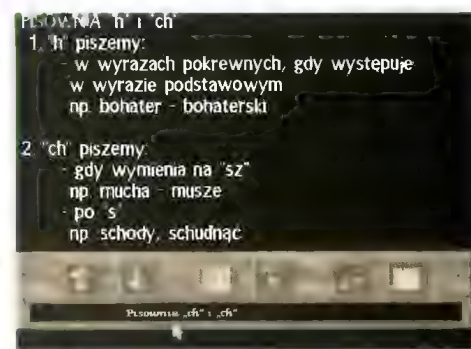 PISOWNIA "h" i "ch"
1. "h" piszemy:
- w wyrazach pokrewnych, gdy występuje
w wyrazie podstawowym
np. bohater - bohaterski
2. "ch" piszemy:
- gdy wymienia na "sz"
np. mucha - musze
- po "s"
np. schody, schudnąć
Pisownia „ch” i „ch”